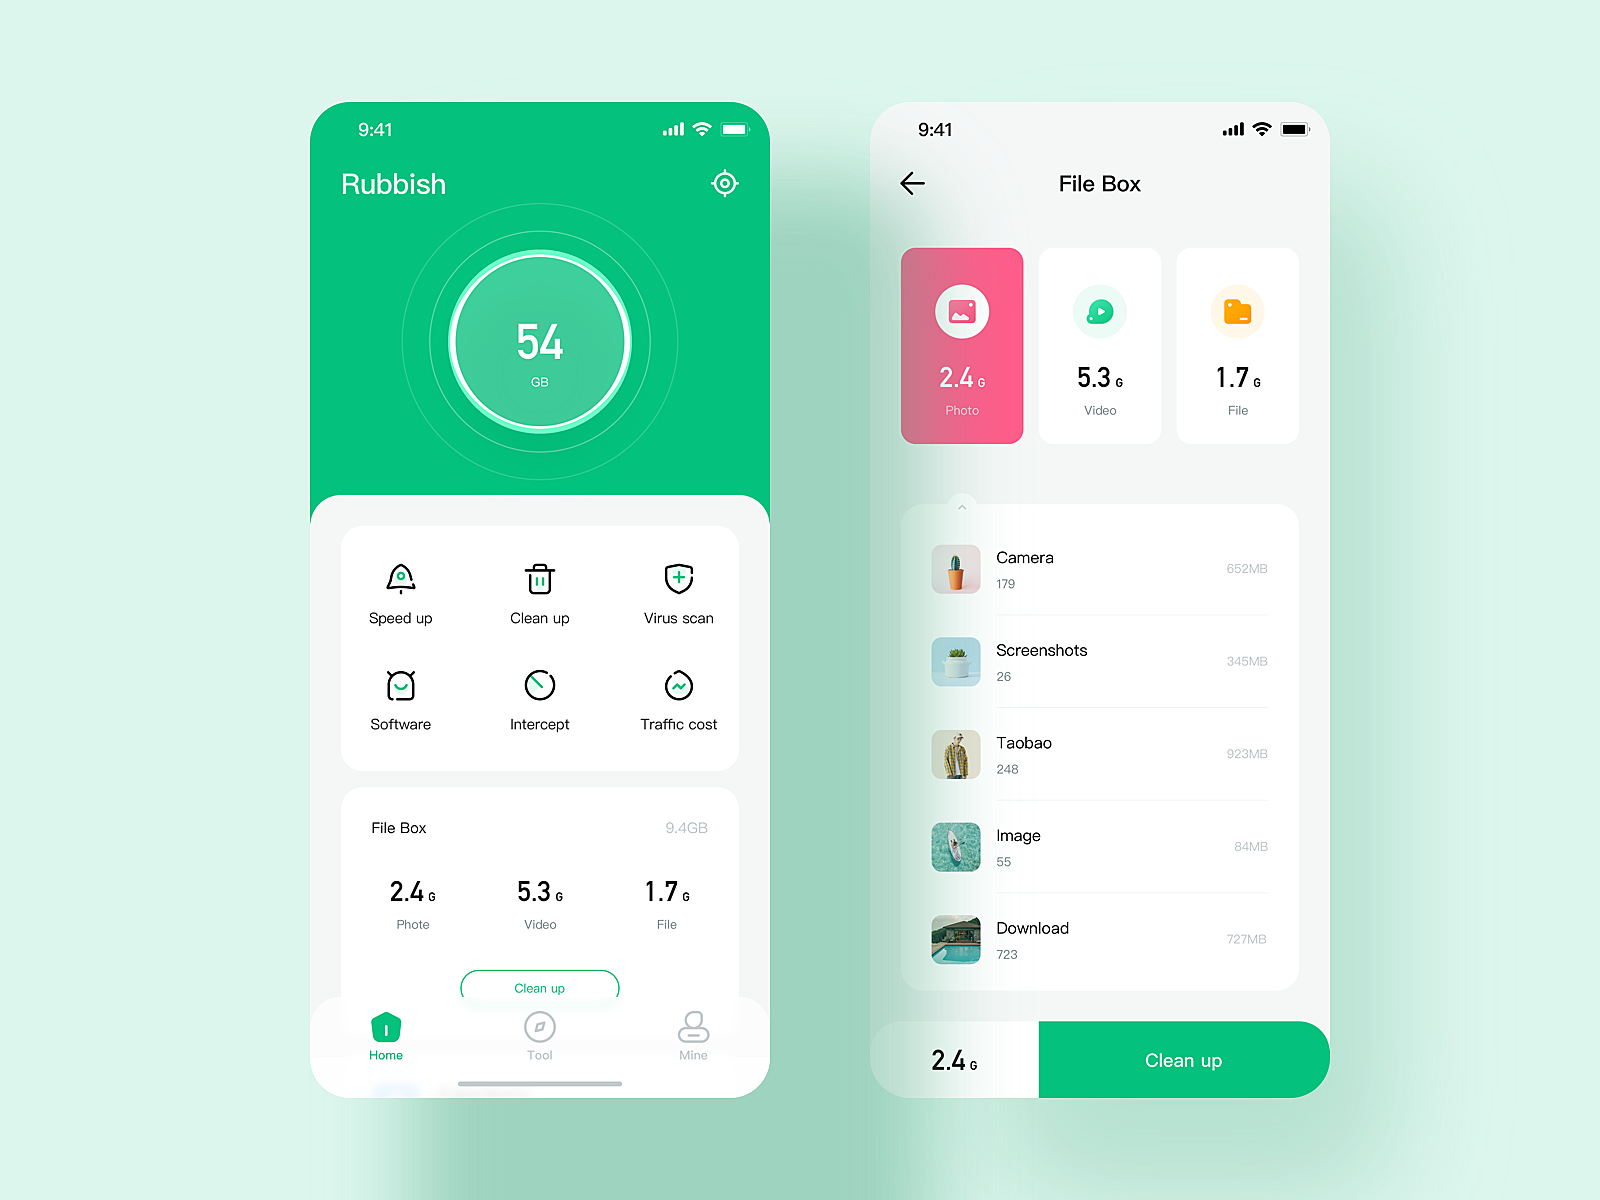 9:41
Rubbish
54
GB
Speed up
Clean up
Virus scan
Software
Intercept
Traffic cost
File Box
9.4GB
2.4 G
5.3 G
1.7 G
Phote
Video
File
Clean up
Home
Tool
Mine
9:41
File Box
2.4 G
5.3 G
1.7 G
Photo
Video
File
Camera
179
652MB
Screenshots
26
345MB
Taobao
248
923MB
Image
55
84MB
Download
723
727MB
2.4 G
Clean up